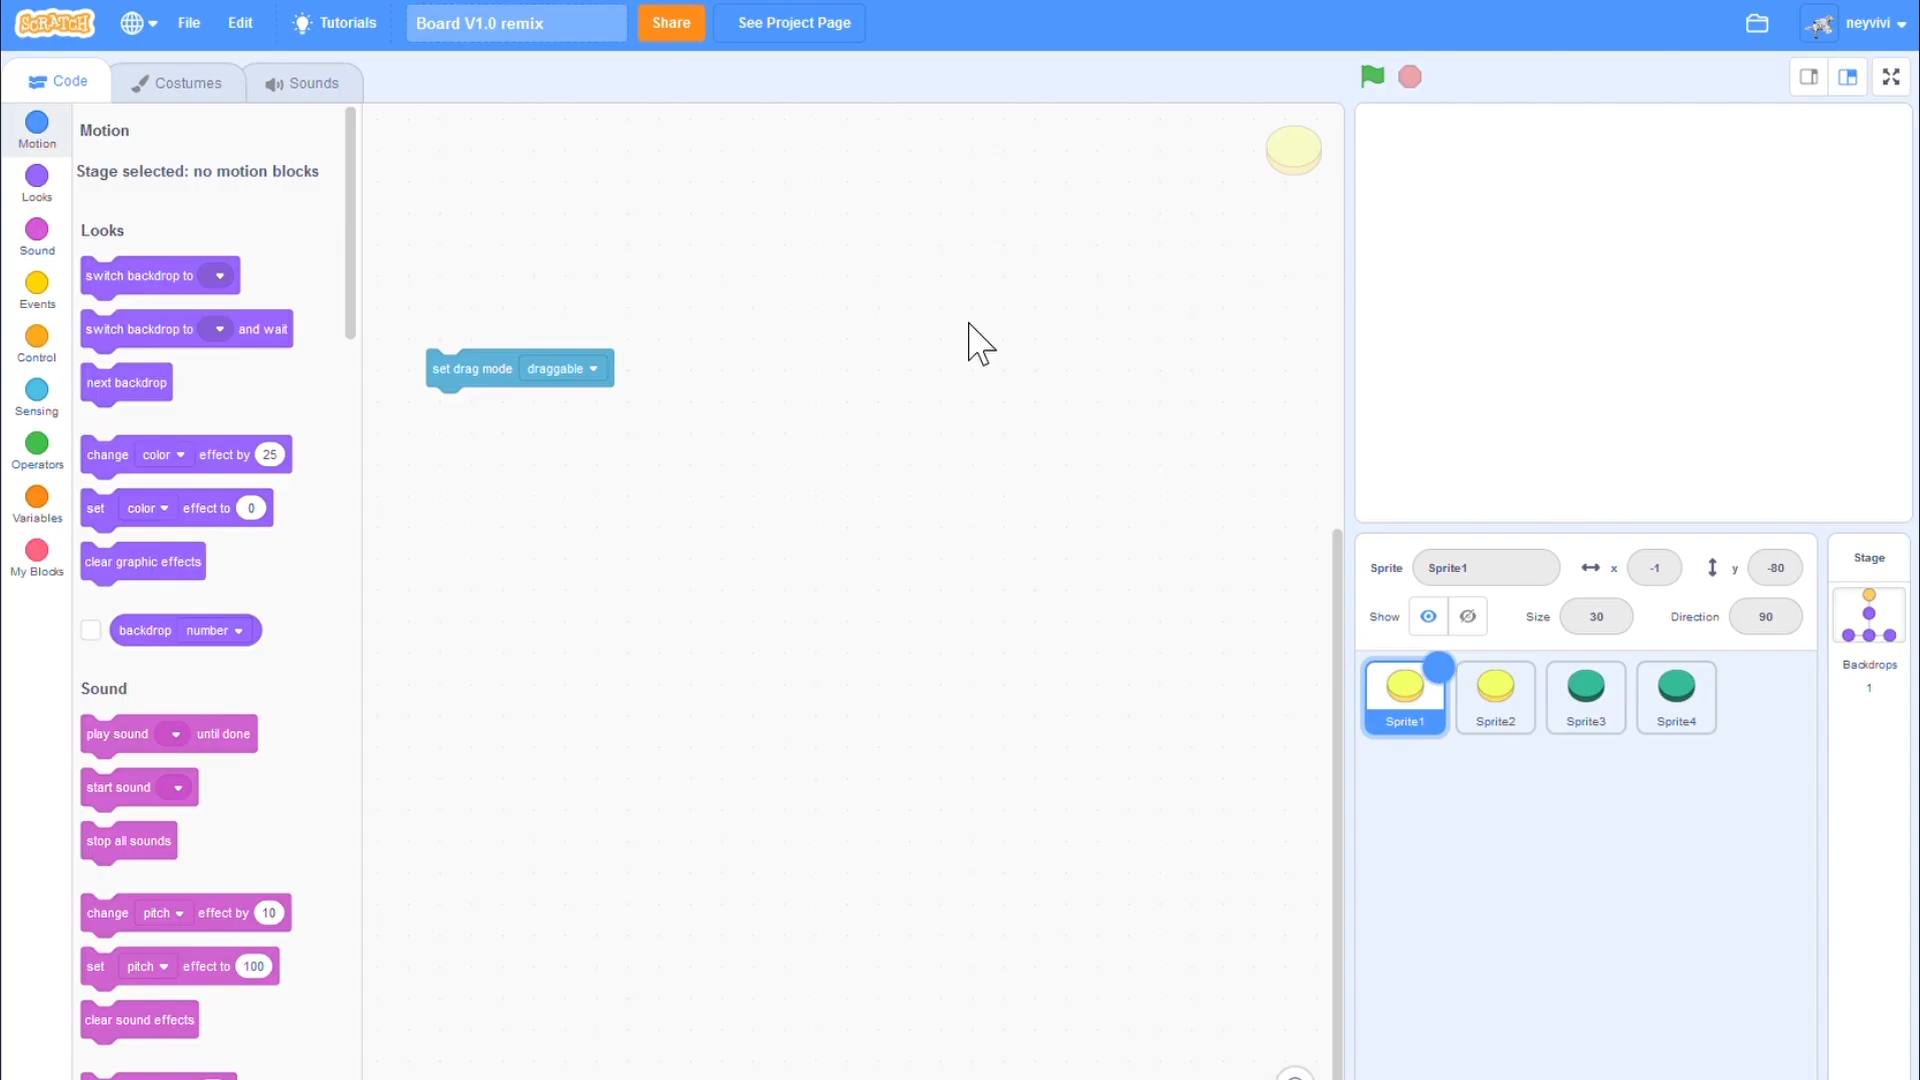 SCRATCH File Edit Tutorials Board V1.0 remix Share See Project Page neyvivi
Code Costumes Sounds
Motion
Looks
Sound
Events
Control
Sensing
Operators
Variables
My Blocks
Motion
Stage selected: no motion blocks
Looks
switch backdrop to
switch backdrop to and wait
next backdrop
change color effect by 25
set color effect to 0
clear graphic effects
backdrop number
Sound
play sound until done
start sound
stop all sounds
change pitch effect by 10
set pitch effect to 100
clear sound effects
set drag mode draggable
Sprite Sprite1 x -1 y -80
Show Size 30 Direction 90
Sprite1 Sprite2 Sprite3 Sprite4
Stage
Backdrops
1